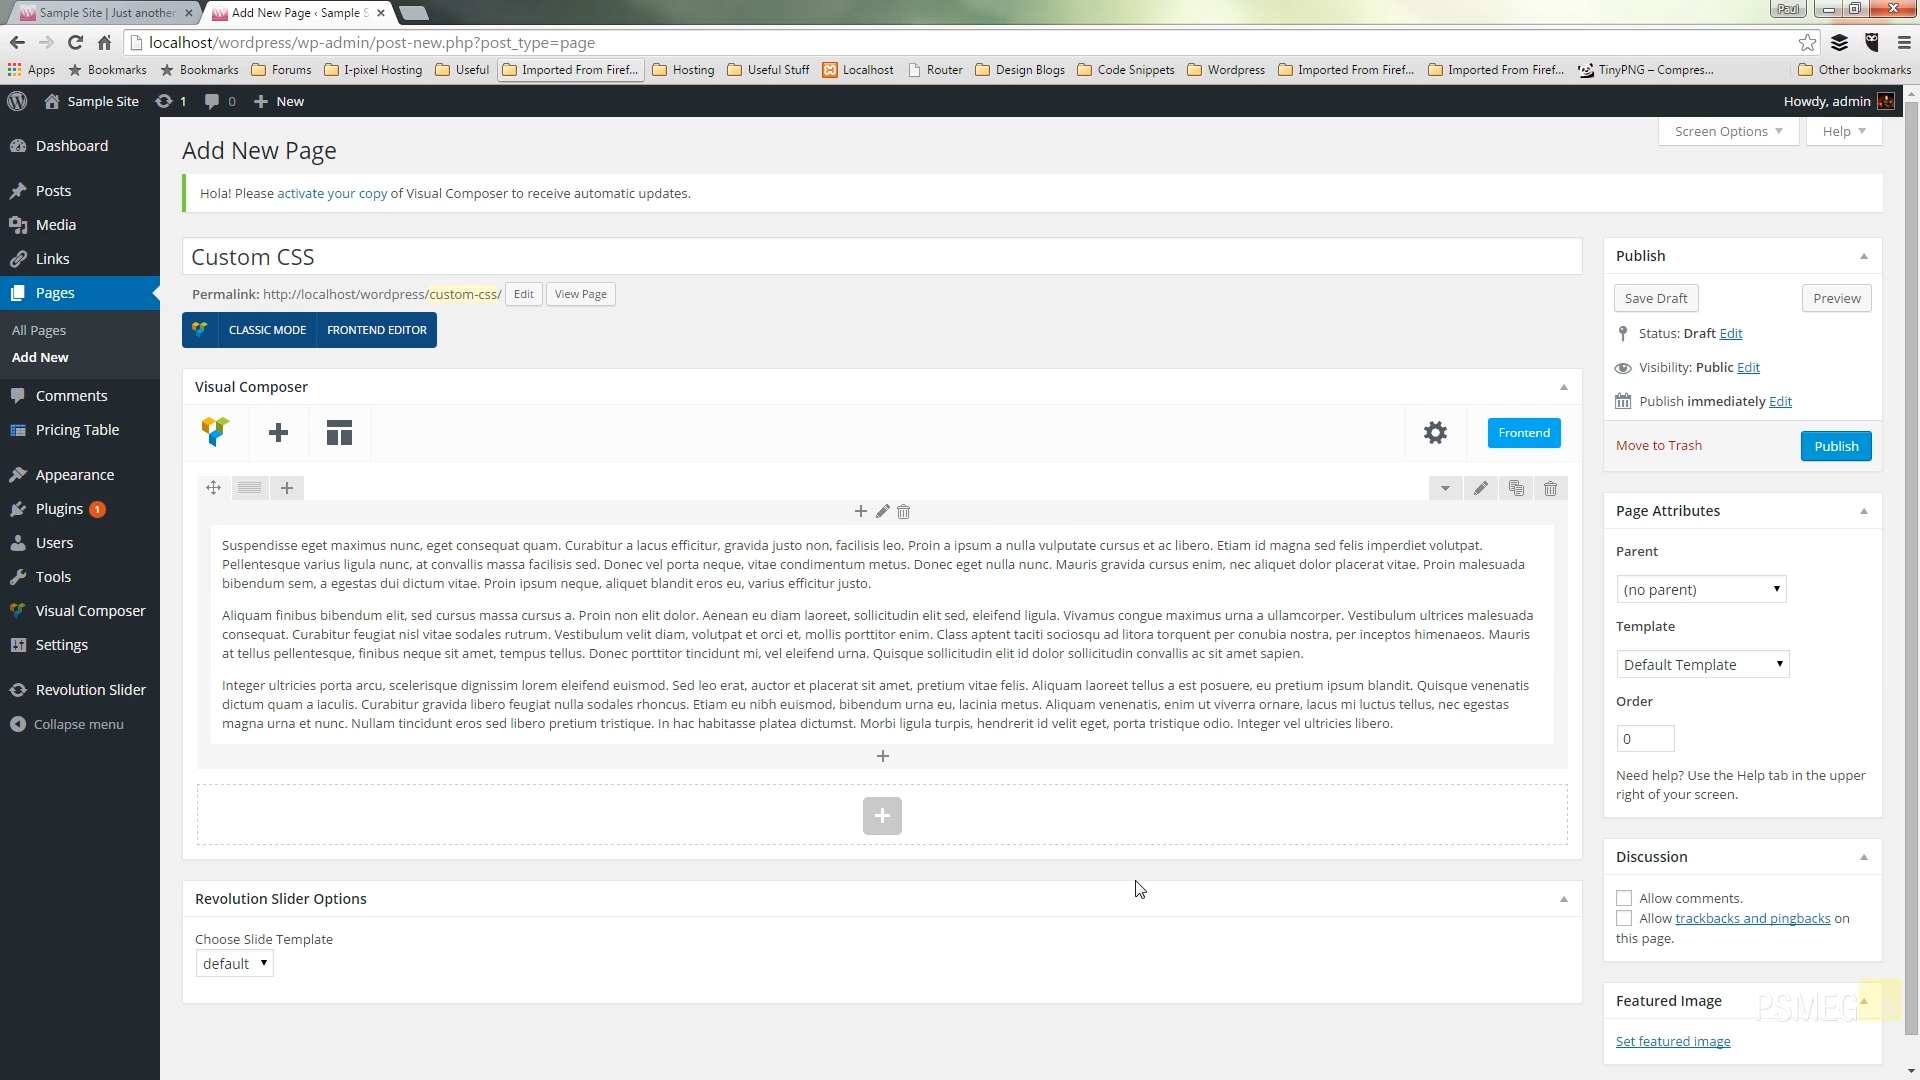 Sample Site | Just another
Add New Page ‹ Sample S
Paul
localhost/wordpress/wp-admin/post-new.php?post_type=page
Apps Bookmarks Bookmarks Forums I-pixel Hosting Useful Imported From Firef... Hosting Useful Stuff Localhost Router Design Blogs Code Snippets Wordpress Imported From Firef... Imported From Firef... TinyPNG – Compres... Other bookmarks
Sample Site 1 0 New Howdy, admin
Screen Options Help
Dashboard
Posts
Media
Links
Pages
All Pages
Add New
Comments
Pricing Table
Appearance
Plugins 1
Users
Tools
Visual Composer
Settings
Revolution Slider
Collapse menu
Add New Page
Hola! Please activate your copy of Visual Composer to receive automatic updates.
Custom CSS
Permalink: http://localhost/wordpress/custom-css/ Edit View Page
CLASSIC MODE FRONTEND EDITOR
Visual Composer
Frontend
Suspendisse eget maximus nunc, eget consequat quam. Curabitur a lacus efficitur, gravida justo non, facilisis leo. Proin a ipsum a nulla vulputate cursus et ac libero. Etiam id magna sed felis imperdiet volutpat.
Pellentesque varius ligula nunc, at convallis massa facilisis sed. Donec vel porta neque, vitae condimentum metus. Donec eget nulla nunc. Mauris gravida cursus enim, nec aliquet dolor placerat vitae. Proin malesuada
bibendum sem, a egestas dui dictum vitae. Proin ipsum neque, aliquet blandit eros eu, varius efficitur justo.
Aliquam finibus bibendum elit, sed cursus massa cursus a. Proin non elit dolor. Aenean eu diam laoreet, sollicitudin elit sed, eleifend ligula. Vivamus congue maximus urna a ullamcorper. Vestibulum ultrices malesuada
consequat. Curabitur feugiat nisl vitae sodales rutrum. Vestibulum velit diam, volutpat et orci et, mollis porttitor enim. Class aptent taciti sociosqu ad litora torquent per conubia nostra, per inceptos himenaeos. Mauris
at tellus pellentesque, finibus neque sit amet, tempus tellus. Donec porttitor tincidunt mi, vel eleifend urna. Quisque sollicitudin elit id dolor sollicitudin convallis ac sit amet sapien.
Integer ultricies porta arcu, scelerisque dignissim lorem eleifend euismod. Sed leo erat, auctor et placerat sit amet, pretium vitae felis. Aliquam laoreet tellus a est posuere, eu pretium ipsum blandit. Quisque venenatis
dictum quam a iaculis. Curabitur gravida libero feugiat nulla sodales rhoncus. Etiam eu nibh euismod, bibendum urna eu, lacinia metus. Aliquam venenatis, enim ut viverra ornare, lacus mi luctus tellus, nec egestas
magna urna et nunc. Nullam tincidunt eros sed libero pretium tristique. In hac habitasse platea dictumst. Morbi ligula turpis, hendrerit id velit eget, porta tristique odio. Integer vel ultricies libero.
Revolution Slider Options
Choose Slide Template
default
Publish
Save Draft Preview
Status: Draft Edit
Visibility: Public Edit
Publish immediately Edit
Move to Trash Publish
Page Attributes
Parent
(no parent)
Template
Default Template
Order
0
Need help? Use the Help tab in the upper
right of your screen.
Discussion
Allow comments.
Allow trackbacks and pingbacks on
this page.
Featured Image
PSMEG
Set featured image